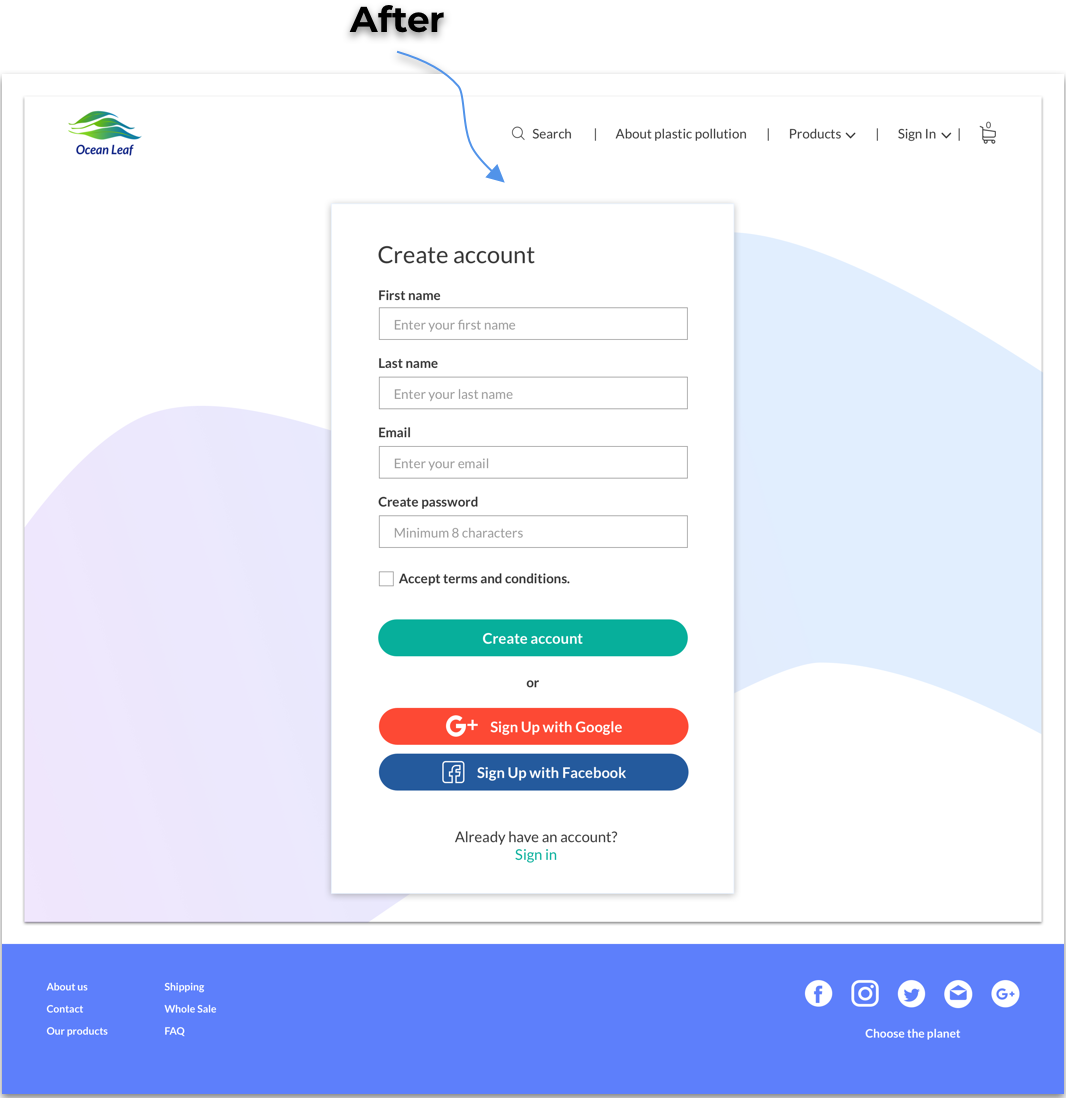 After
Ocean Leaf
Search | About plastic pollution | Products | Sign In | 0
Create account
First name
Enter your first name
Last name
Enter your last name
Email
Enter your email
Create password
Minimum 8 characters
Accept terms and conditions.
Create account
or
G+ Sign Up with Google
f Sign Up with Facebook
Already have an account?
Sign in
About us
Contact
Our products
Shipping
Whole Sale
FAQ
f G+
Choose the planet